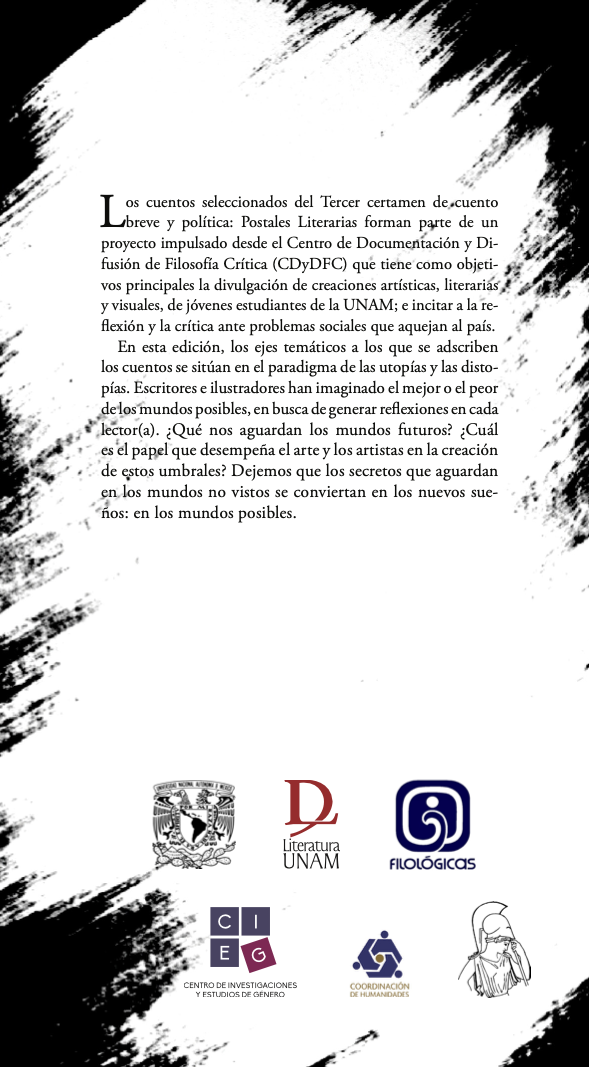 Los cuentos seleccionados del Tercer certamen de cuento
breve y política: Postales Literarias forman parte de un
proyecto impulsado desde el Centro de Documentación y Di-
fusión de Filosofía Crítica (CDyDFC) que tiene como objeti-
vos principales la divulgación de creaciones artísticas, literarias
y visuales, de jóvenes estudiantes de la UNAM; e incitar a la re-
flexión y la crítica ante problemas sociales que aquejan al país.
En esta edición, los ejes temáticos a los que se adscriben
los cuentos se sitúan en el paradigma de las utopías y las disto-
pías. Escritores e ilustradores han imaginado el mejor o el peor
de los mundos posibles, en busca de generar reflexiones en cada
lector(a). ¿Qué nos aguardan los mundos futuros? ¿Cuál
es el papel que desempeña el arte y los artistas en la creación
de estos umbrales? Dejemos que los secretos que aguardan
en los mundos no vistos se conviertan en los nuevos sue-
ños: en los mundos posibles.
UNIVERSIDAD NACIONAL AUTONOMA DE MEXICO
Literatura
UNAM
FILOLÓGICAS
C I
E G
CENTRO DE INVESTIGACIONES
Y ESTUDIOS DE GÉNERO
COORDINACIÓN
DE HUMANIDADES